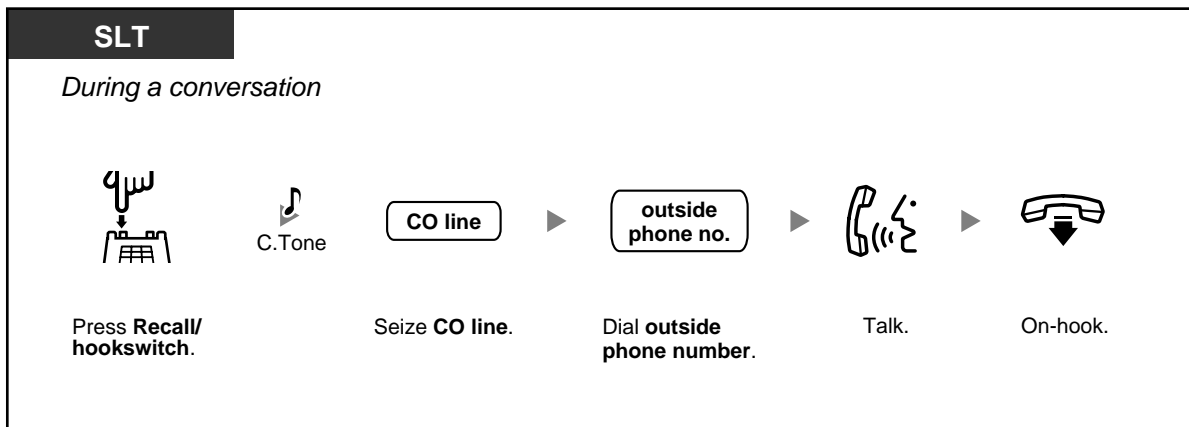 SLT
During a conversation
C.Tone
CO line
outside
phone no.
Press Recall/
hookswitch.
Seize CO line.
Dial outside
phone number.
Talk.
On-hook.